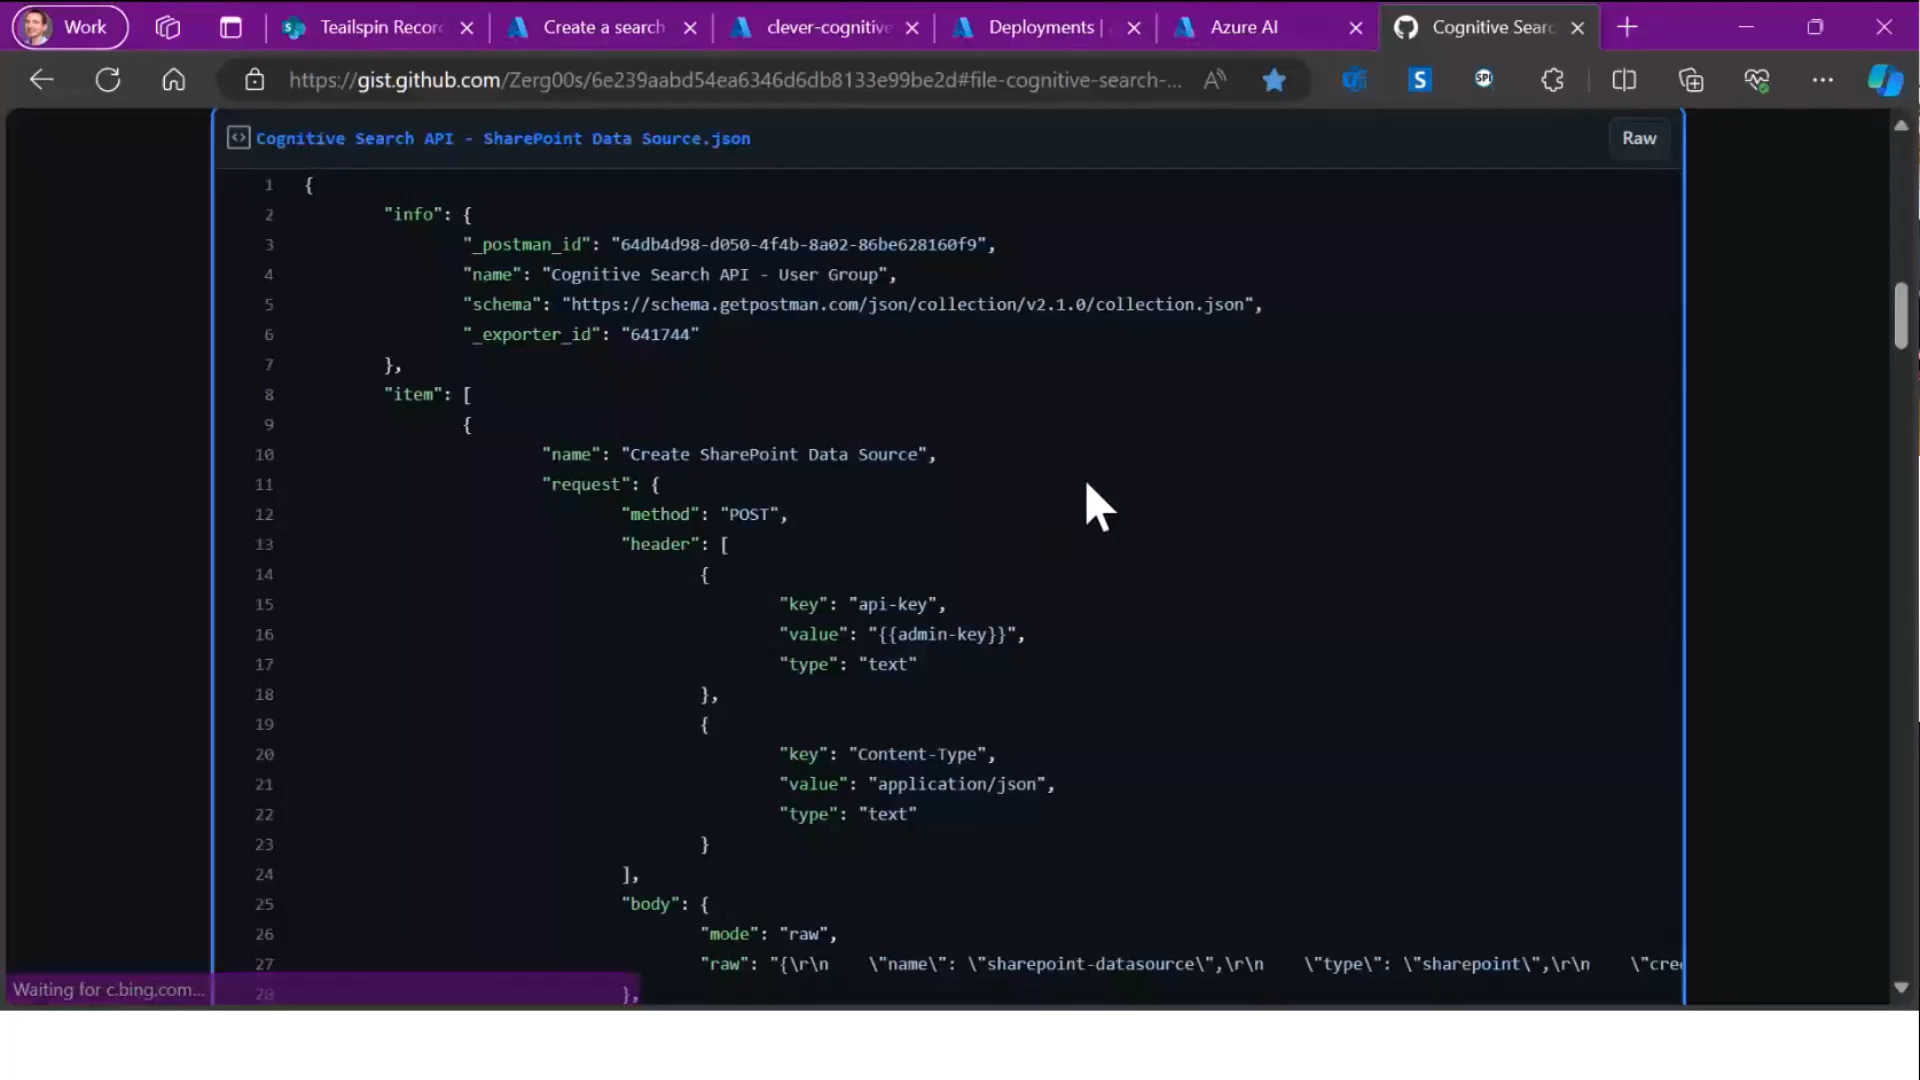 Work
Teailspin Recor
Create a search
clever-cognitive
Deployments |
Azure AI
Cognitive Searc
https://gist.github.com/Zerg00s/6e239aabd54ea6346d6db8133e99be2d#file-cognitive-search-...
Cognitive Search API - SharePoint Data Source.json
Raw
1 {
2 "info": {
3 "_postman_id": "64db4d98-d050-4f4b-8a02-86be628160f9",
4 "name": "Cognitive Search API - User Group",
5 "schema": "https://schema.getpostman.com/json/collection/v2.1.0/collection.json",
6 "_exporter_id": "641744"
7 },
8 "item": [
9 {
10 "name": "Create SharePoint Data Source",
11 "request": {
12 "method": "POST",
13 "header": [
14 {
15 "key": "api-key",
16 "value": "{{admin-key}}",
17 "type": "text"
18 },
19 {
20 "key": "Content-Type",
21 "value": "application/json",
22 "type": "text"
23 }
24 ],
25 "body": {
26 "mode": "raw",
27 "raw": "{\r\n    \"name\": \"sharepoint-datasource\",\r\n    \"type\": \"sharepoint\",\r\n    \"cre
28 },
Waiting for c.bing.com...